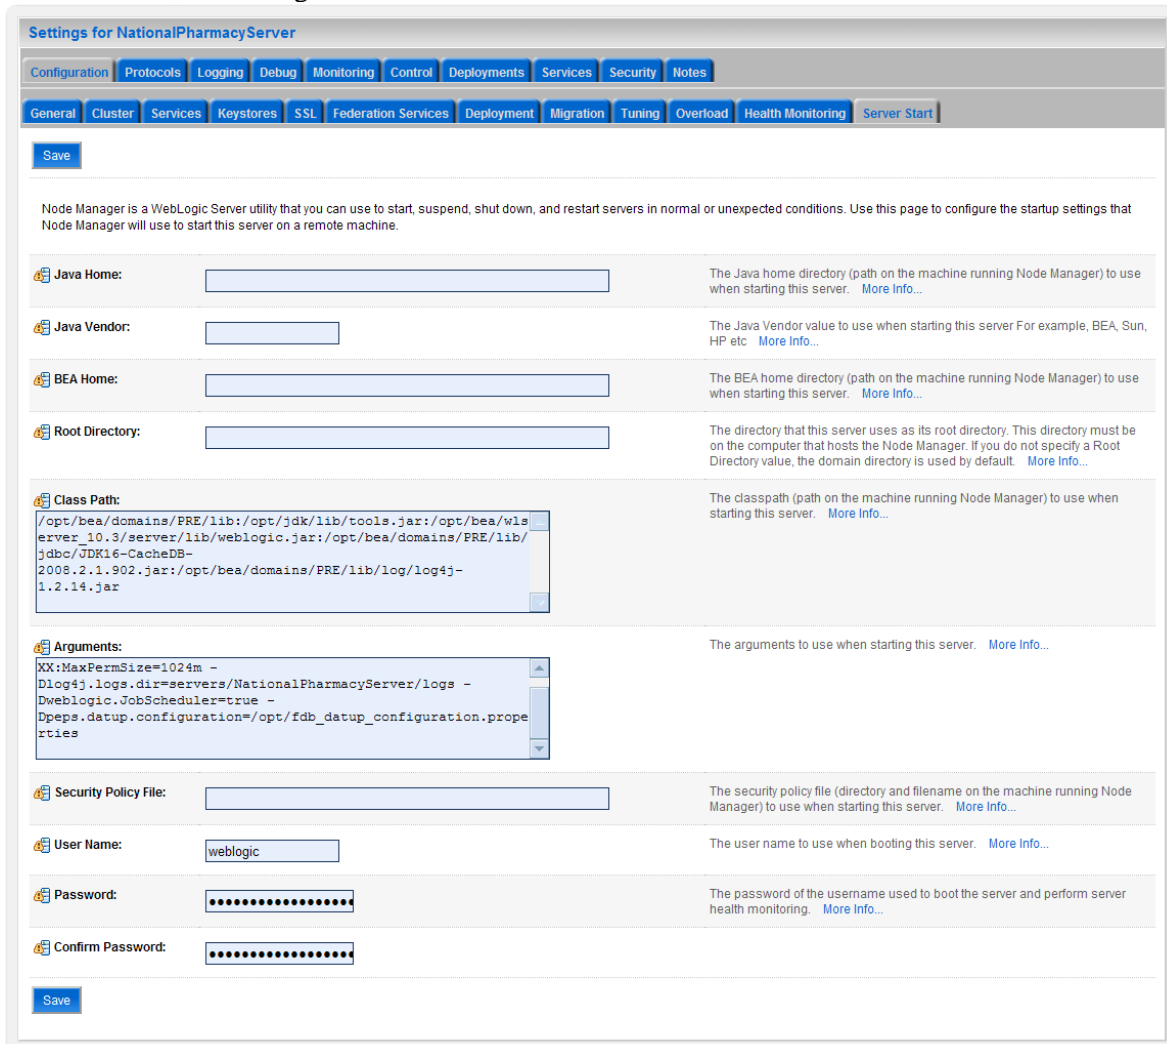 Settings for NationalPharmacyServer
Configuration Protocols Logging Debug Monitoring Control Deployments Services Security Notes
General Cluster Services Keystores SSL Federation Services Deployment Migration Tuning Overload Health Monitoring Server Start
Save
Node Manager is a WebLogic Server utility that you can use to start, suspend, shut down, and restart servers in normal or unexpected conditions. Use this page to configure the startup settings that
Node Manager will use to start this server on a remote machine.
Java Home:
The Java home directory (path on the machine running Node Manager) to use
when starting this server. More Info...
Java Vendor:
The Java Vendor value to use when starting this server For example, BEA, Sun,
HP etc More Info...
BEA Home:
The BEA home directory (path on the machine running Node Manager) to use
when starting this server. More Info...
Root Directory:
The directory that this server uses as its root directory. This directory must be
on the computer that hosts the Node Manager. If you do not specify a Root
Directory value, the domain directory is used by default. More Info...
Class Path:
/opt/bea/domains/PRE/lib:/opt/jdk/lib/tools.jar:/opt/bea/wls
erver_10.3/server/lib/weblogic.jar:/opt/bea/domains/PRE/lib/
jdbc/JDK16-CacheDB-
2008.2.1.902.jar:/opt/bea/domains/PRE/lib/log/log4j-
1.2.14.jar
The classpath (path on the machine running Node Manager) to use when
starting this server. More Info...
Arguments:
XX:MaxPermSize=1024m -
Dlog4j.logs.dir=servers/NationalPharmacyServer/logs -
Dweblogic.JobScheduler=true -
Dpeps.datup.configuration=/opt/fdb_datup_configuration.prope
rties
The arguments to use when starting this server. More Info...
Security Policy File:
The security policy file (directory and filename on the machine running Node
Manager) to use when starting this server. More Info...
User Name:
weblogic
The user name to use when booting this server. More Info...
Password:
The password of the username used to boot the server and perform server
health monitoring. More Info...
Confirm Password:
Save